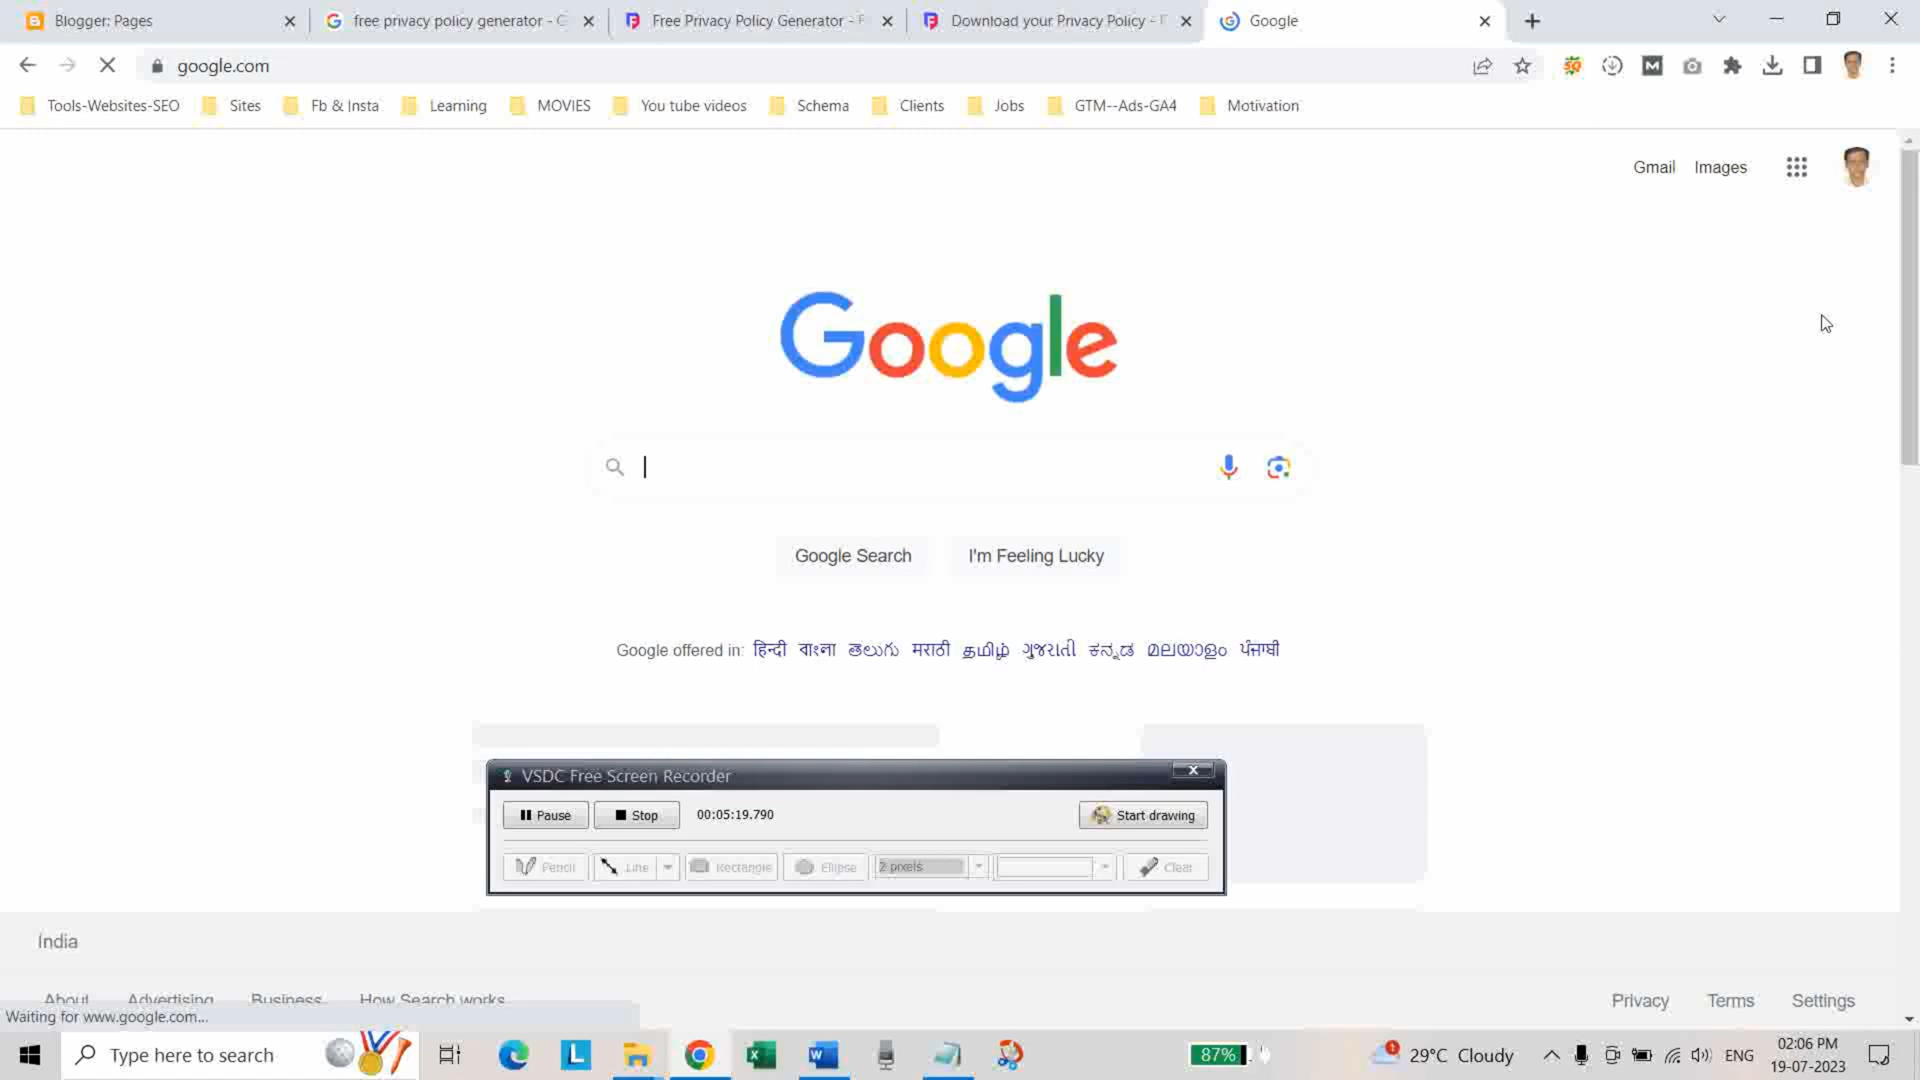 Blogger: Pages
free privacy policy generator -
Free Privacy Policy Generator -
Download your Privacy Policy -
Google
google.com
Tools-Websites-SEO
Sites
Fb & Insta
Learning
MOVIES
You tube videos
Schema
Clients
Jobs
GTM--Ads-GA4
Motivation
Gmail
Images
Google
Google Search
I'm Feeling Lucky
Google offered in: हिन्दी বাংলা తెలుగు मराठी தமிழ் ગુજરાતી ಕನ್ನಡ മലയാളം ਪੰਜਾਬੀ
VSDC Free Screen Recorder
Pause
Stop
00:05:19.790
Start drawing
Pencil
Line
Rectangle
Ellipse
2 pixels
Clear
India
About
Advertising
Business
How Search works
Privacy
Terms
Settings
Waiting for www.google.com...
Type here to search
87%
29°C Cloudy
ENG
02:06 PM
19-07-2023